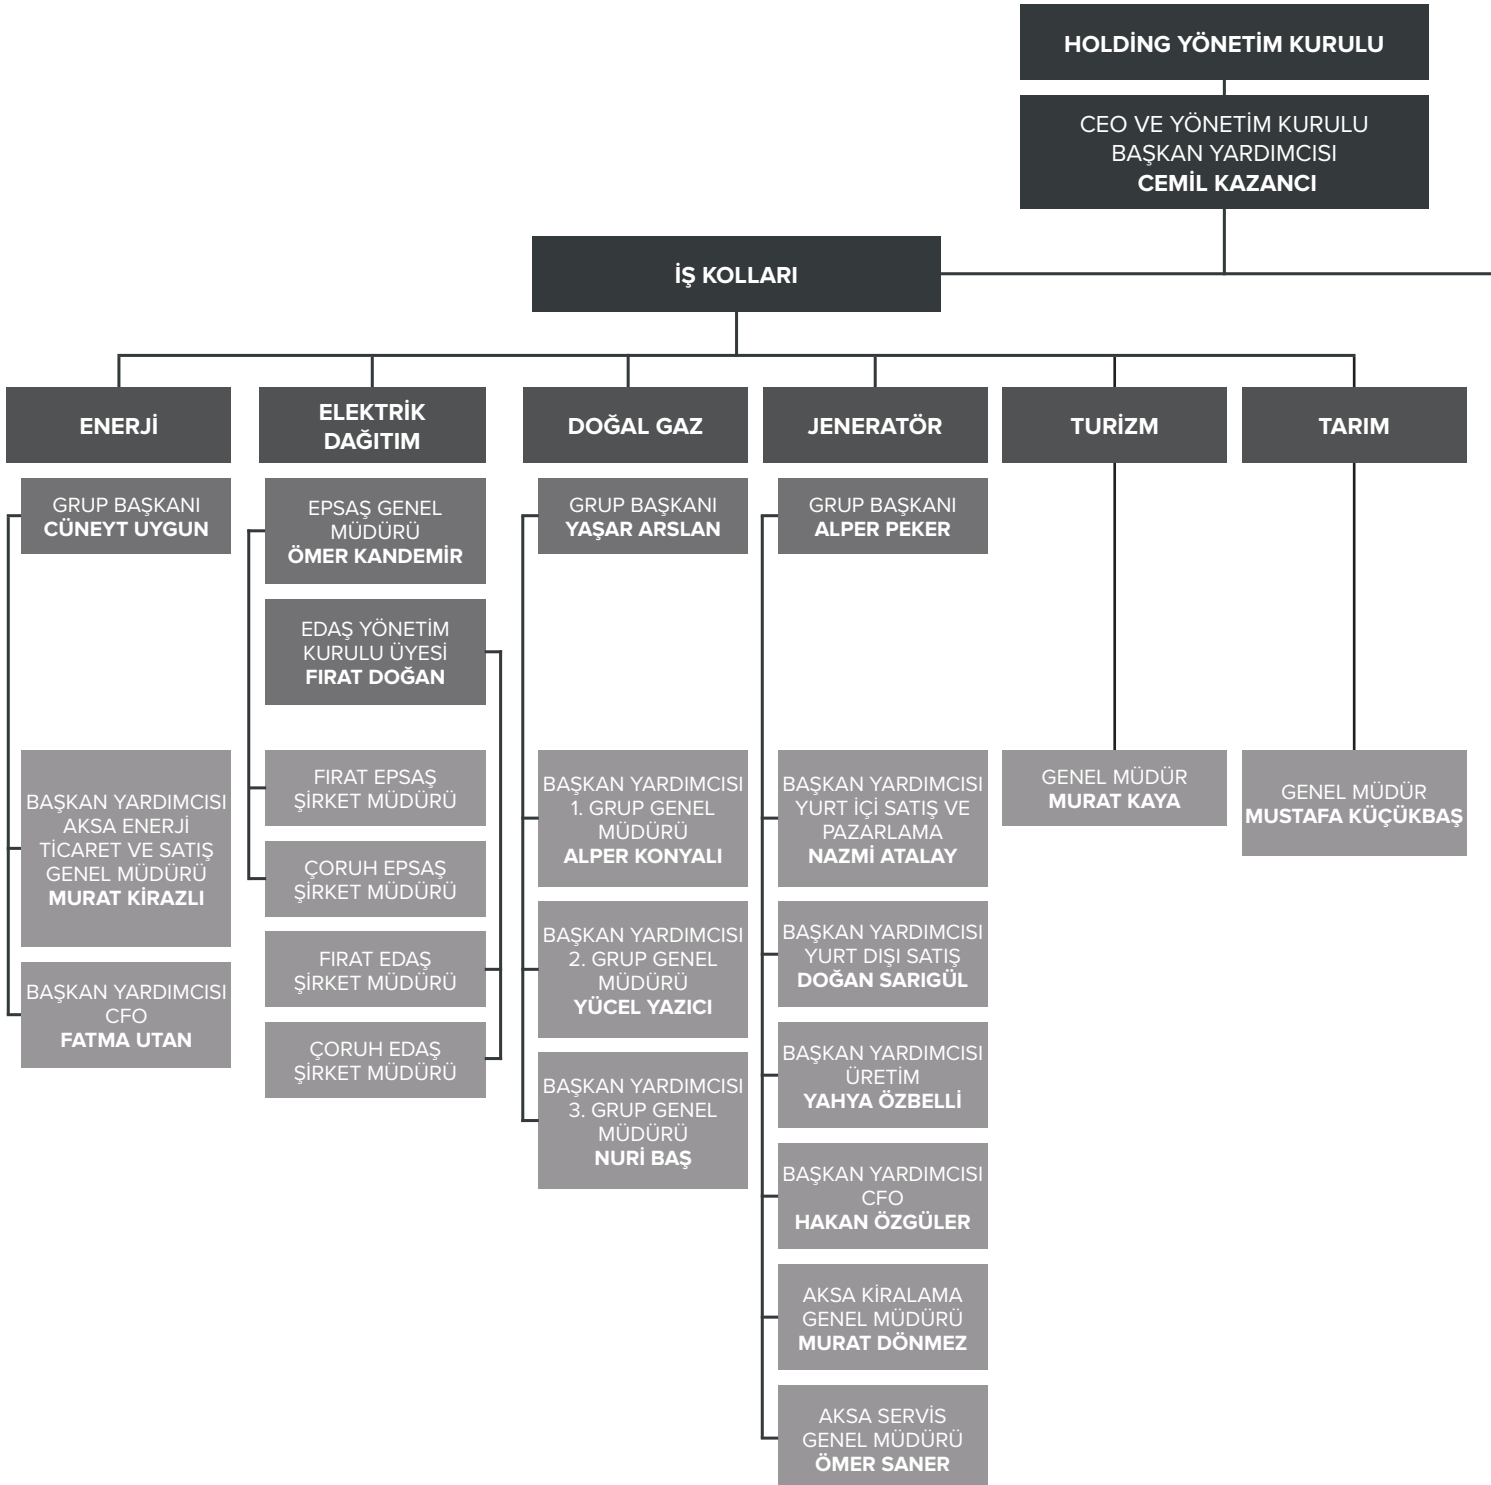 HOLDİNG YÖNETİM KURULU
CEO VE YÖNETİM KURULU
BAŞKAN YARDIMCISI
CEMİL KAZANCI
İŞ KOLLARI
ENERJİ
GRUP BAŞKANI
CÜNEYT UYGUN
BAŞKAN YARDIMCISI
AKSA ENERJİ
TİCARET VE SATIŞ
GENEL MÜDÜRÜ
MURAT KİRAZLI
BAŞKAN YARDIMCISI
CFO
FATMA UTAN
ELEKTRİK
DAĞITIM
EPSAŞ GENEL
MÜDÜRÜ
ÖMER KANDEMİR
EDAŞ YÖNETİM
KURULU ÜYESİ
FIRAT DOĞAN
FIRAT EPSAŞ
ŞİRKET MÜDÜRÜ
ÇORUH EPSAŞ
ŞİRKET MÜDÜRÜ
FIRAT EDAŞ
ŞİRKET MÜDÜRÜ
ÇORUH EDAŞ
ŞİRKET MÜDÜRÜ
DOĞAL GAZ
GRUP BAŞKANI
YAŞAR ARSLAN
BAŞKAN YARDIMCISI
1. GRUP GENEL
MÜDÜRÜ
ALPER KONYALI
BAŞKAN YARDIMCISI
2. GRUP GENEL
MÜDÜRÜ
YÜCEL YAZICI
BAŞKAN YARDIMCISI
3. GRUP GENEL
MÜDÜRÜ
NURİ BAŞ
JENERATÖR
GRUP BAŞKANI
ALPER PEKER
BAŞKAN YARDIMCISI
YURT İÇİ SATIŞ VE
PAZARLAMA
NAZMİ ATALAY
BAŞKAN YARDIMCISI
YURT DIŞI SATIŞ
DOĞAN SARIGÜL
BAŞKAN YARDIMCISI
ÜRETİM
YAHYA ÖZBELLİ
BAŞKAN YARDIMCISI
CFO
HAKAN ÖZGÜLER
AKSA KİRALAMA
GENEL MÜDÜRÜ
MURAT DÖNMEZ
AKSA SERVİS
GENEL MÜDÜRÜ
ÖMER SANER
TURİZM
GENEL MÜDÜR
MURAT KAYA
TARIM
GENEL MÜDÜR
MUSTAFA KÜÇÜKBAŞ